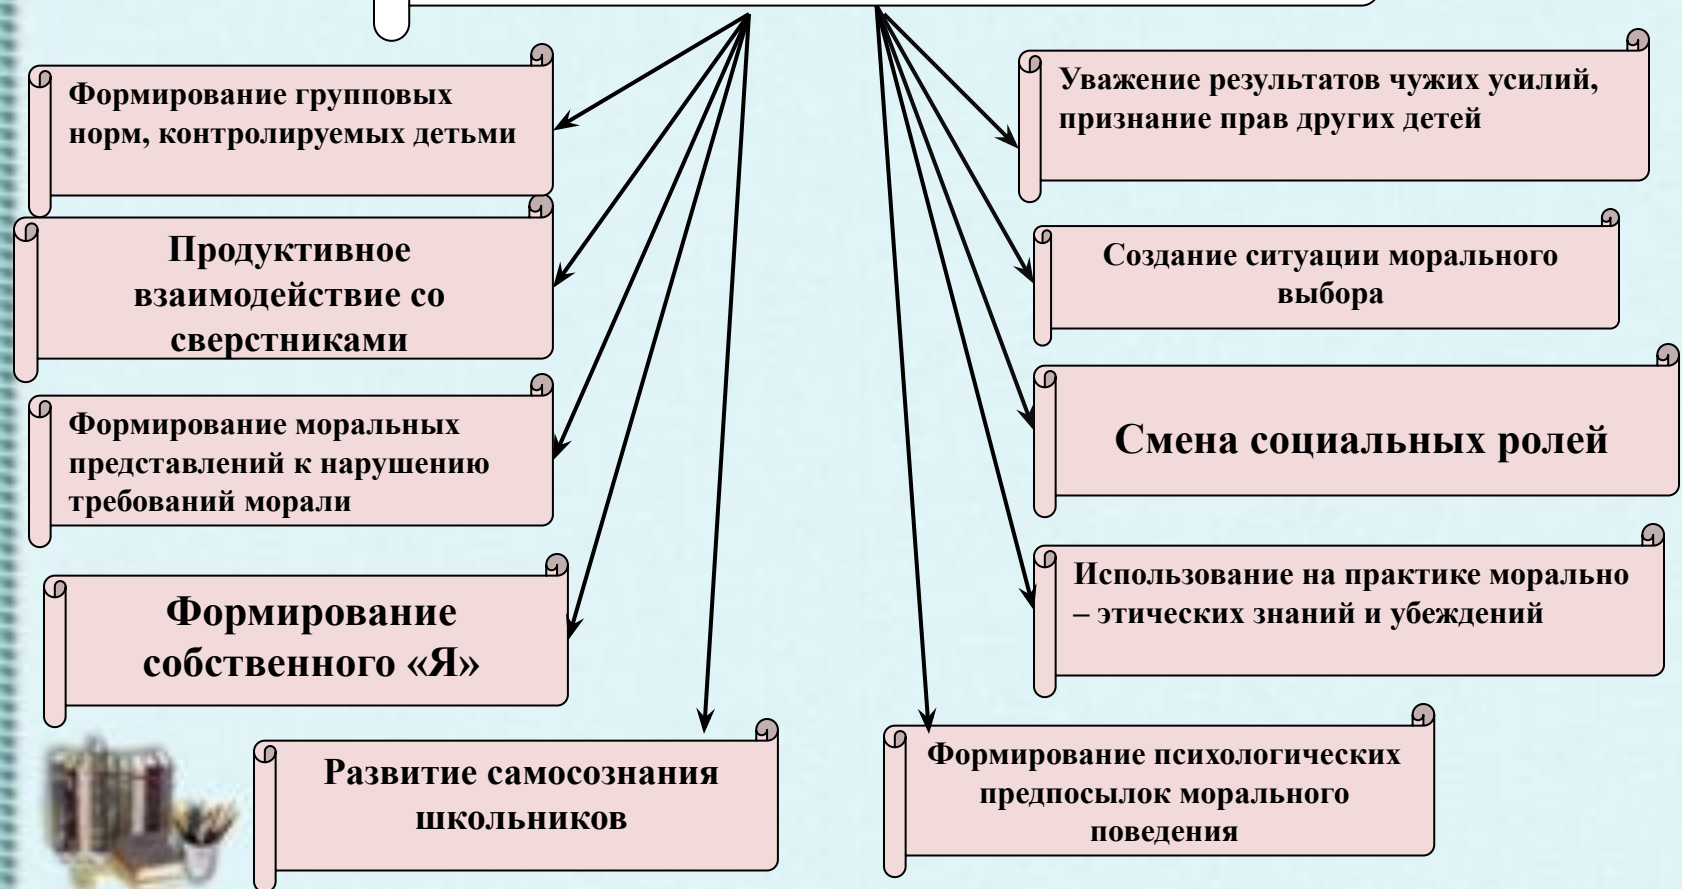 Формирование групповых
норм, контролируемых детьми
Продуктивное
взаимодействие со
сверстниками
Формирование моральных
представлений к нарушению
требований морали
Формирование
собственного «Я»
Развитие самосознания
школьников
Уважение результатов чужих усилий,
признание прав других детей
Создание ситуации морального
выбора
Смена социальных ролей
Использование на практике морально
– этических знаний и убеждений
Формирование психологических
предпосылок морального
поведения